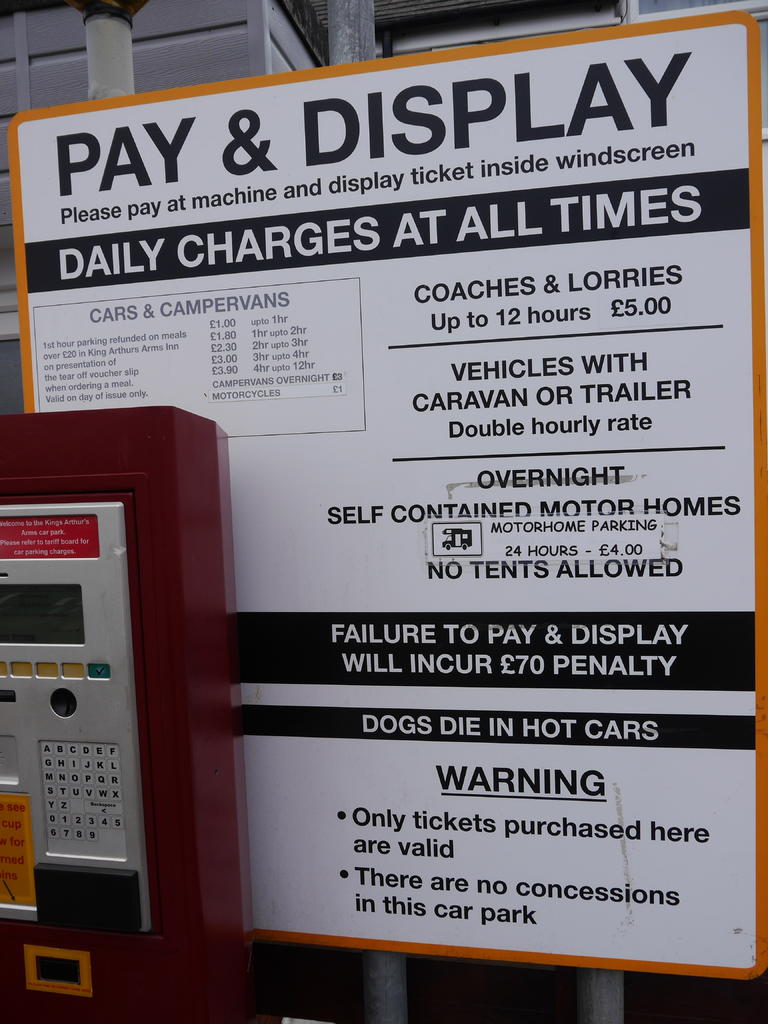 PAY & DISPLAY
Please pay at machine and display ticket inside windscreen
DAILY CHARGES AT ALL TIMES
CARS & CAMPERVANS
1st hour parking refunded on meals
over £20 in King Arthurs Arms Inn
on presentation of
the tear off voucher slip
when ordering a meal.
Valid on day of issue only.
£1.00 upto 1hr
£1.80 1hr upto 2hr
£2.30 2hr upto 3hr
£3.00 3hr upto 4hr
£3.90 4hr upto 12hr
CAMPERVANS OVERNIGHT £3
MOTORCYCLES £1
COACHES & LORRIES
Up to 12 hours £5.00
VEHICLES WITH
CARAVAN OR TRAILER
Double hourly rate
OVERNIGHT
SELF CONTAINED MOTOR HOMES
MOTORHOME PARKING
24 HOURS - £4.00
NO TENTS ALLOWED
FAILURE TO PAY & DISPLAY
WILL INCUR £70 PENALTY
DOGS DIE IN HOT CARS
WARNING
• Only tickets purchased here
are valid
• There are no concessions
in this car park
Welcome to the Kings Arthur's
Arms car park.
Please refer to tariff board for
car parking charges.
A B C D E F
G H I J K L
M N O P Q R
S T U V W X
Y Z Backspace <
0 1 2 3 4 5
6 7 8 9
see
cup
for